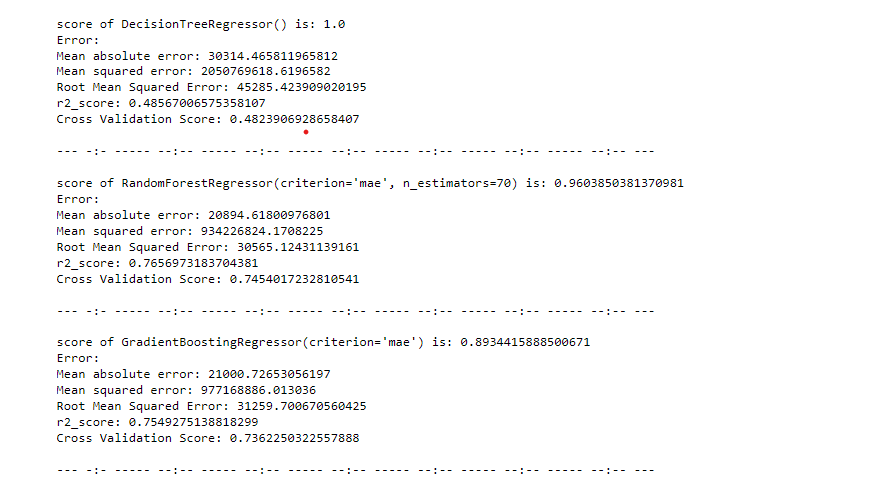 score of DecisionTreeRegressor() is: 1.0
Error:
Mean absolute error: 30314.465811965812
Mean squared error: 2050769618.6196582
Root Mean Squared Error: 45285.423909020195
r2_score: 0.48567006575358107
Cross Validation Score: 0.4823906928658407
--- -:- ----- --:-- ----- --:-- ----- --:-- ----- --:-- ----- --:-- ----- --:-- ---
score of RandomForestRegressor(criterion='mae', n_estimators=70) is: 0.9603850381370981
Error:
Mean absolute error: 20894.61800976801
Mean squared error: 934226824.1708225
Root Mean Squared Error: 30565.12431139161
r2_score: 0.7656973183704381
Cross Validation Score: 0.7454017232810541
--- -:- ----- --:-- ----- --:-- ----- --:-- ----- --:-- ----- --:-- ----- --:-- ---
score of GradientBoostingRegressor(criterion='mae') is: 0.8934415888500671
Error:
Mean absolute error: 21000.72653056197
Mean squared error: 977168886.013036
Root Mean Squared Error: 31259.700670560425
r2_score: 0.7549275138818299
Cross Validation Score: 0.7362250322557888
--- -:- ----- --:-- ----- --:-- ----- --:-- ----- --:-- ----- --:-- ----- --:-- ---